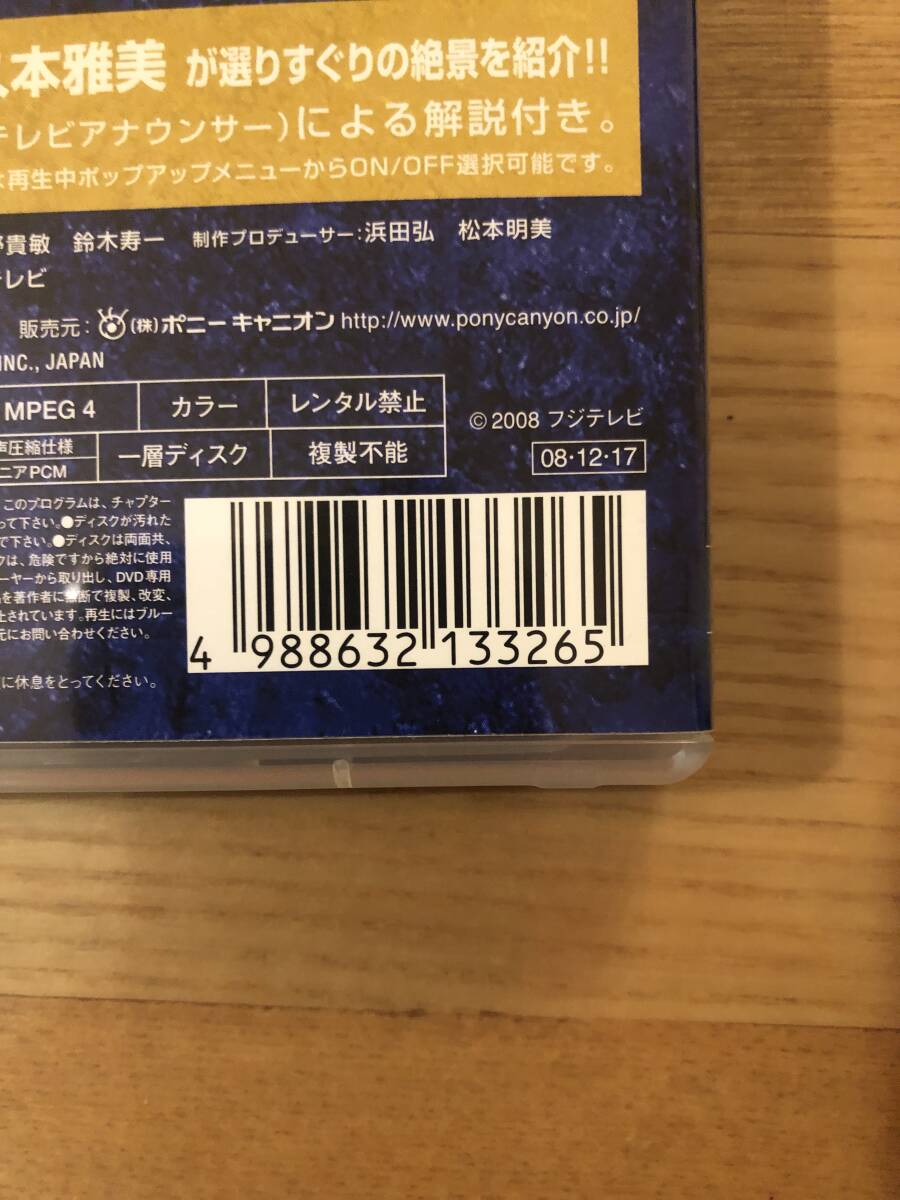 本雅美 が選りすぐりの絶景を紹介!!
テレビアナウンサー)による解説付き。
再生中ポップアップメニューからON/OFF選択可能です。
貴敏 鈴木寿一 制作プロデューサー:浜田弘 松本明美
テレビ
販売元: (株)ポニー キャニオン http://www.ponycanyon.co.jp/
INC., JAPAN
MPEG 4 カラー レンタル禁止
声圧縮仕様
ニアPCM
一層ディスク 複製不能
© 2008 フジテレビ
08・12・17
このプログラムは、チャプター
って下さい。●ディスクが汚れた
で下さい。●ディスクは両面共、
クは、危険ですから絶対に使用
ーヤーから取り出し、DVD専用
を著作者に無断で複製、改変、
止されています。再生にはブルー
元にお問い合わせください。
に休息をとってください。
4 988632 133265